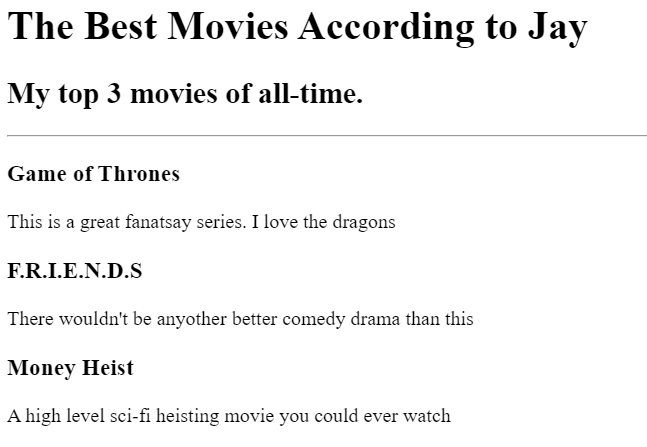 The Best Movies According to Jay
My top 3 movies of all-time.
Game of Thrones
This is a great fanatsay series. I love the dragons
F.R.I.E.N.D.S
There wouldn't be anyother better comedy drama than this
Money Heist
A high level sci-fi heisting movie you could ever watch